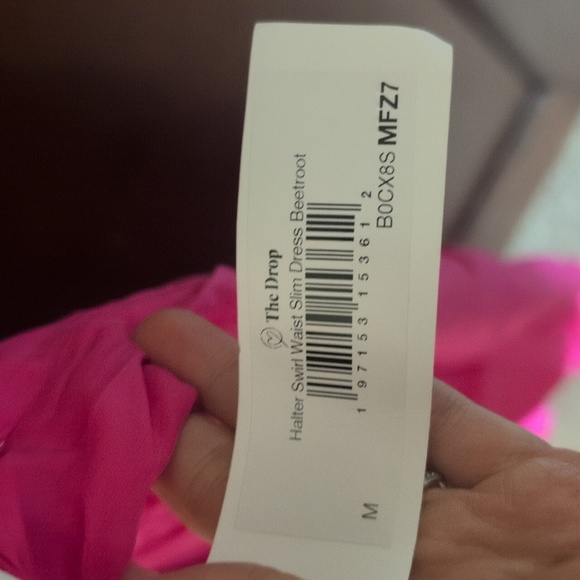 The Drop
Halter Swirl Waist Slim Dress Beetroot
1 97153 15361 2
B0CX8S MFZ7
M